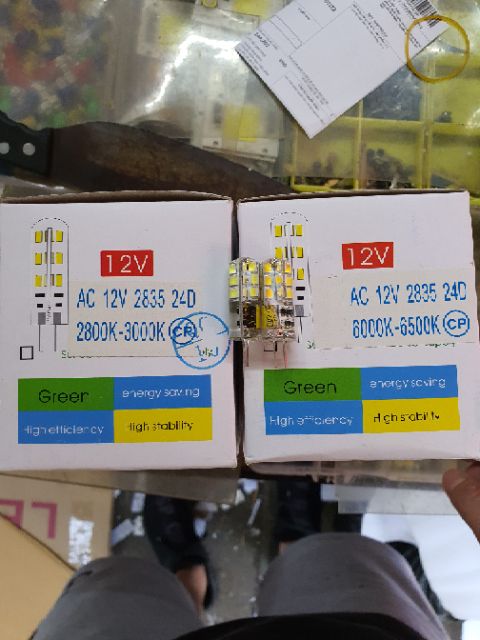 12V
AC 12V 2835 24D
2800K-3000K CP
Green
energy saving
High efficiency
High stability
12V
AC 12V 2835 24D
6000K-6500K CP
Green
energy saving
High efficiency
High stability